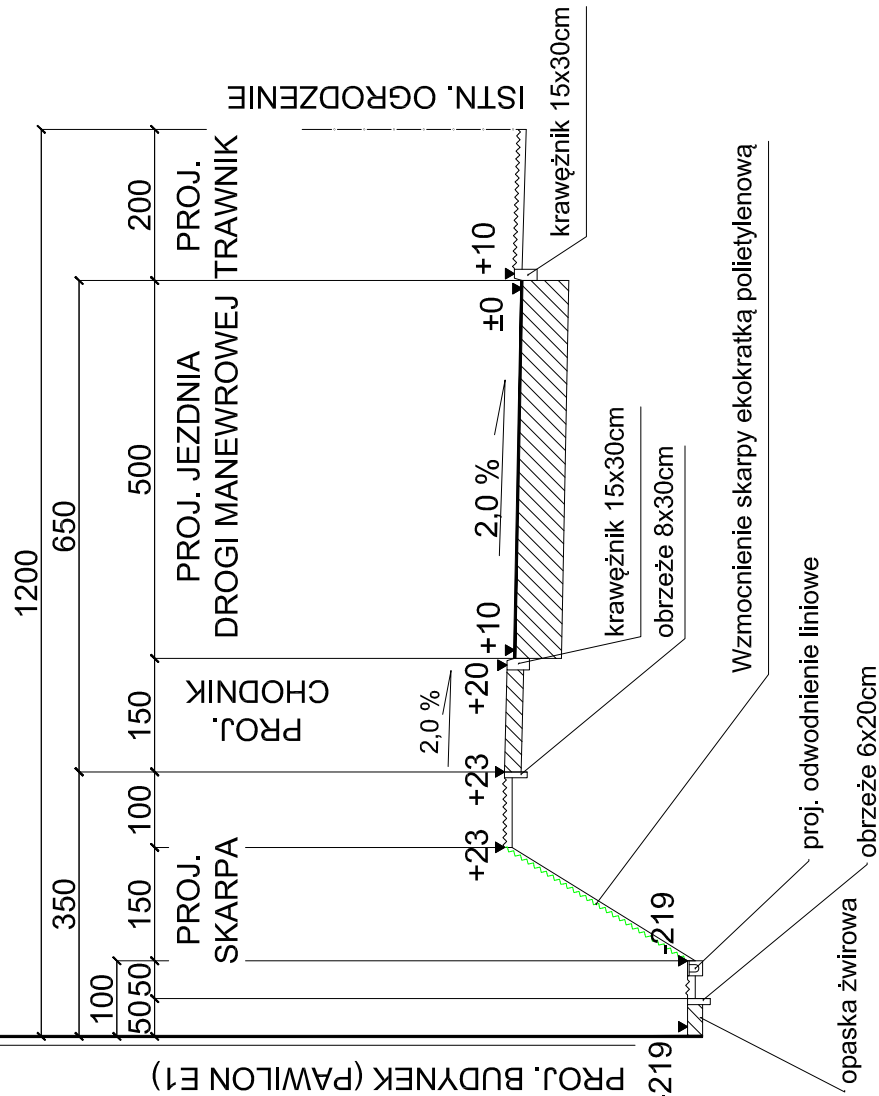 1200
350
650
100
50
50
150
100
150
500
200
PROJ. BUDYNEK (PAWILON E1)
PROJ.
SKARPA
PROJ.
CHODNIK
PROJ. JEZDNIA
DROGI MANEWROWEJ
PROJ.
TRAWNIK
ISTN. OGRODZENIE
-219
-219
+23
+23
+20
+10
±0
+10
2,0 %
2,0 %
krawężnik 15x30cm
krawężnik 15x30cm
obrzeże 8x30cm
Wzmocnienie skarpy ekokratką polietylenową
proj. odwodnienie liniowe
obrzeże 6x20cm
opaska żwirowa